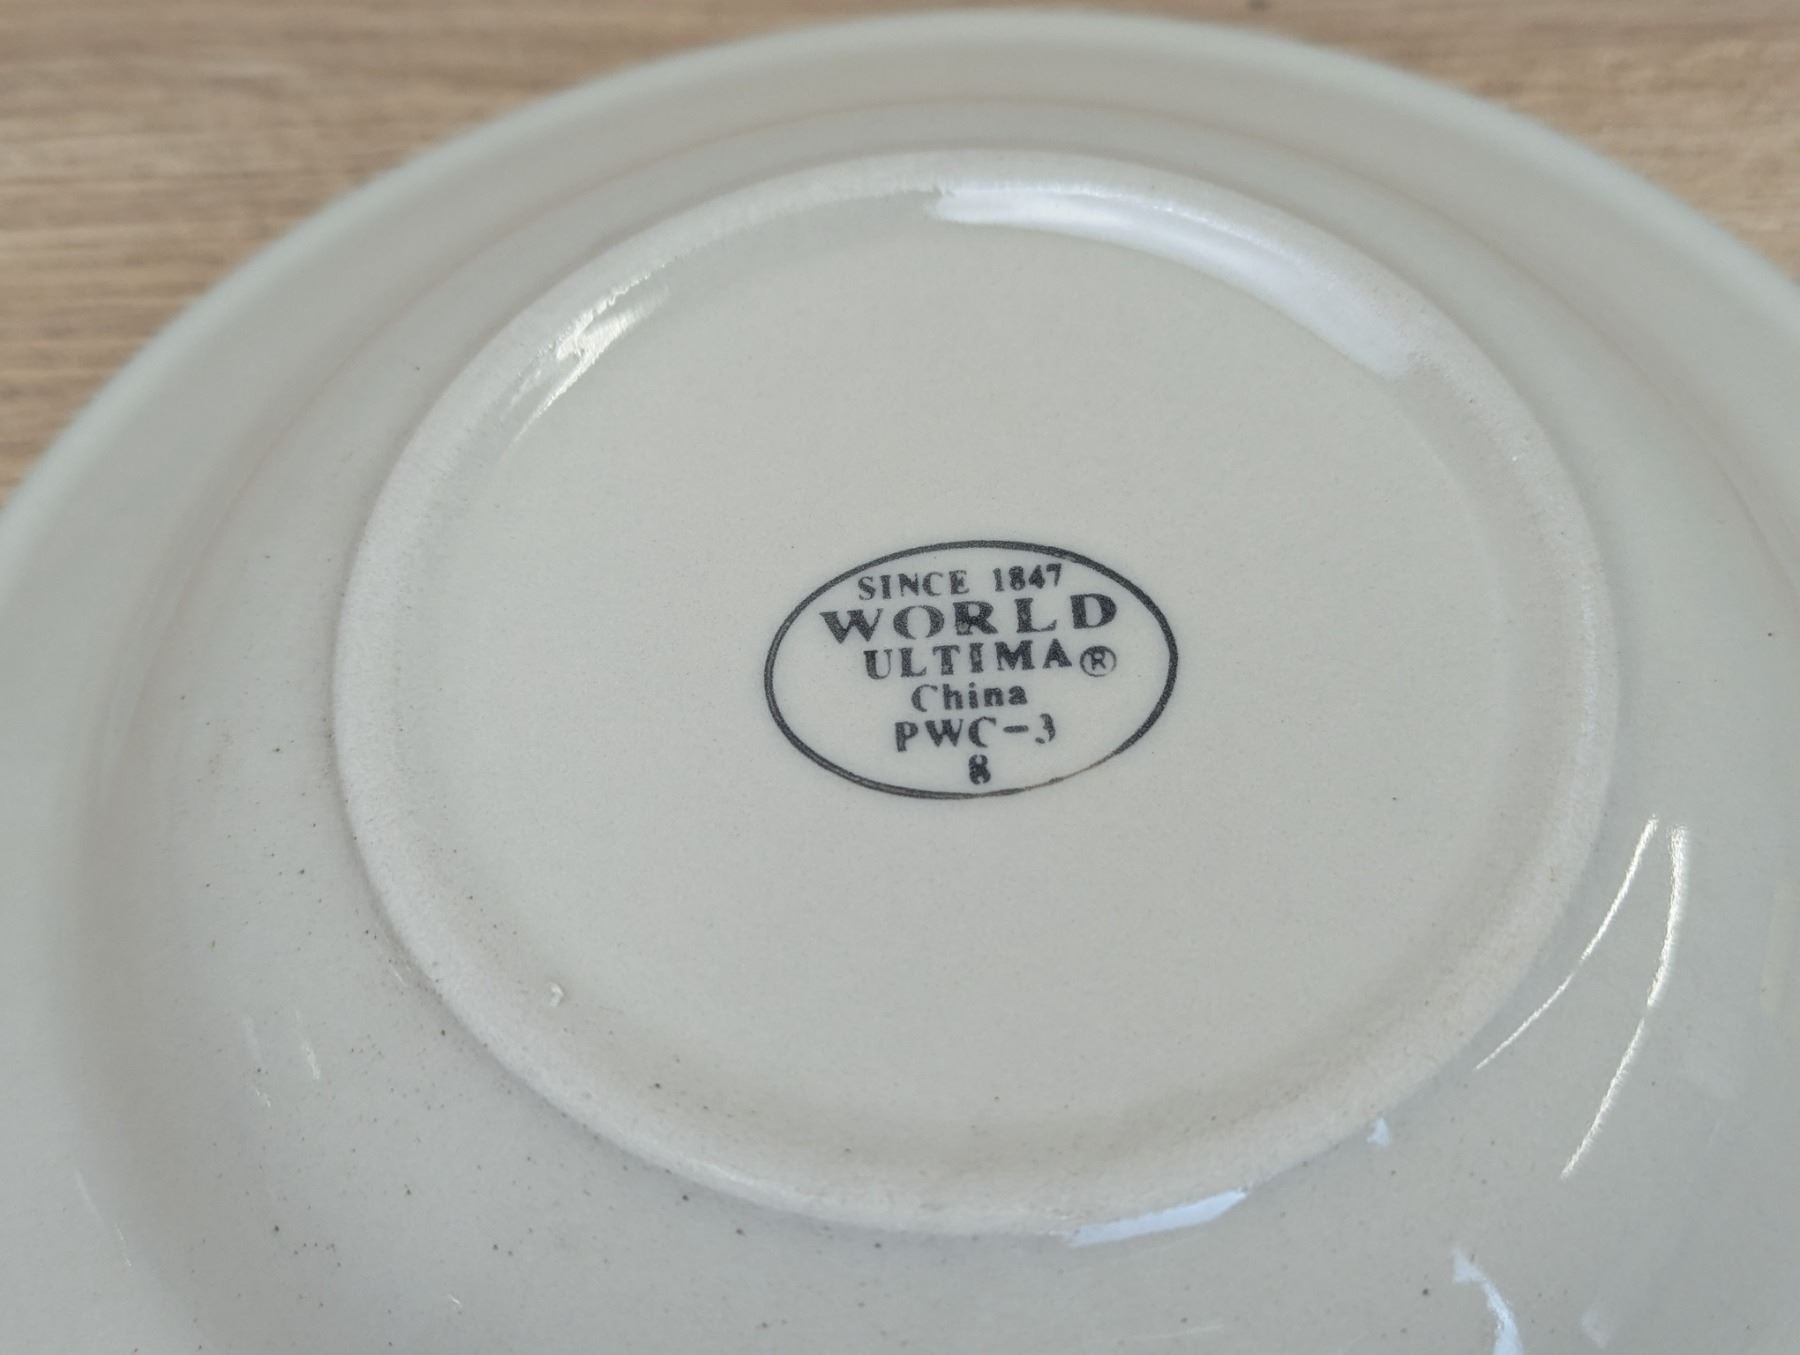 SINCE 1847
WORLD
ULTIMA®
China
PWC-3
8